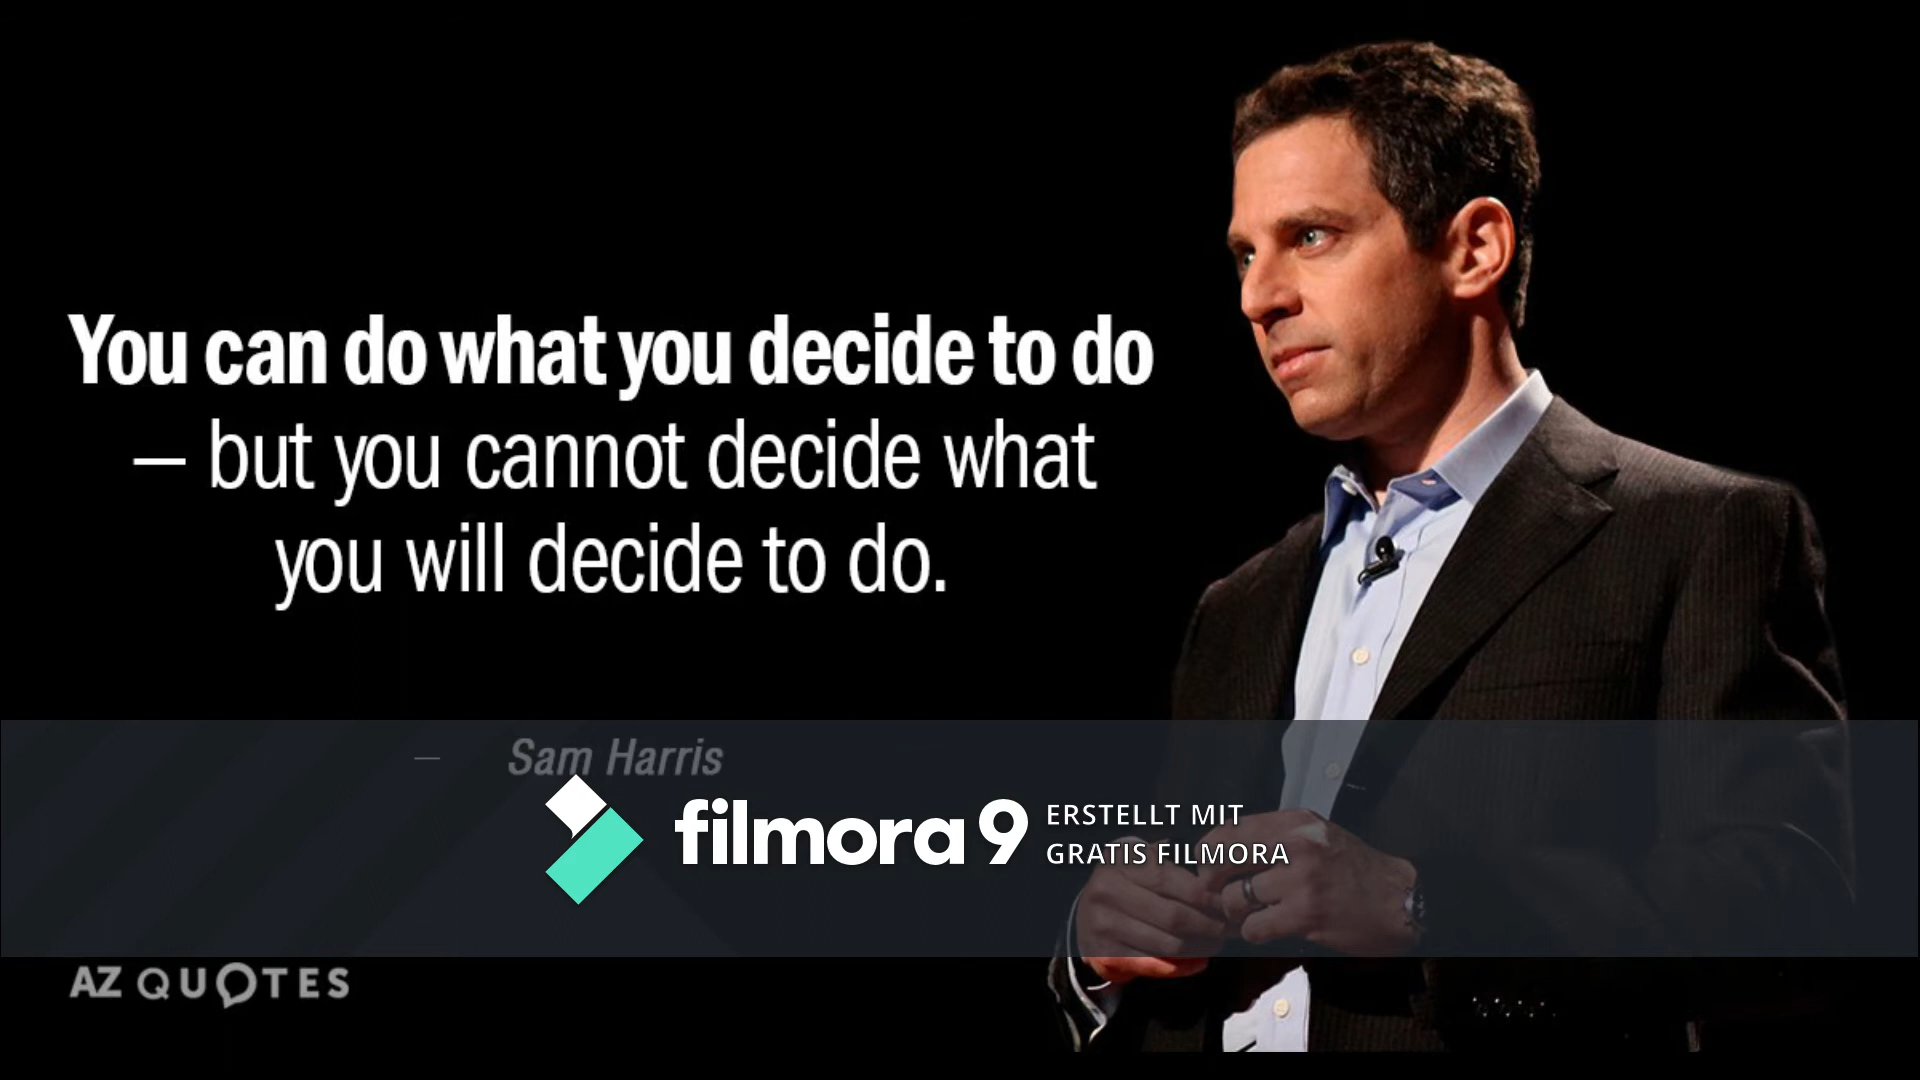 You can do what you decide to do
— but you cannot decide what
you will decide to do.
— Sam Harris
filmora 9 ERSTELLT MIT
GRATIS FILMORA
AZ QUOTES